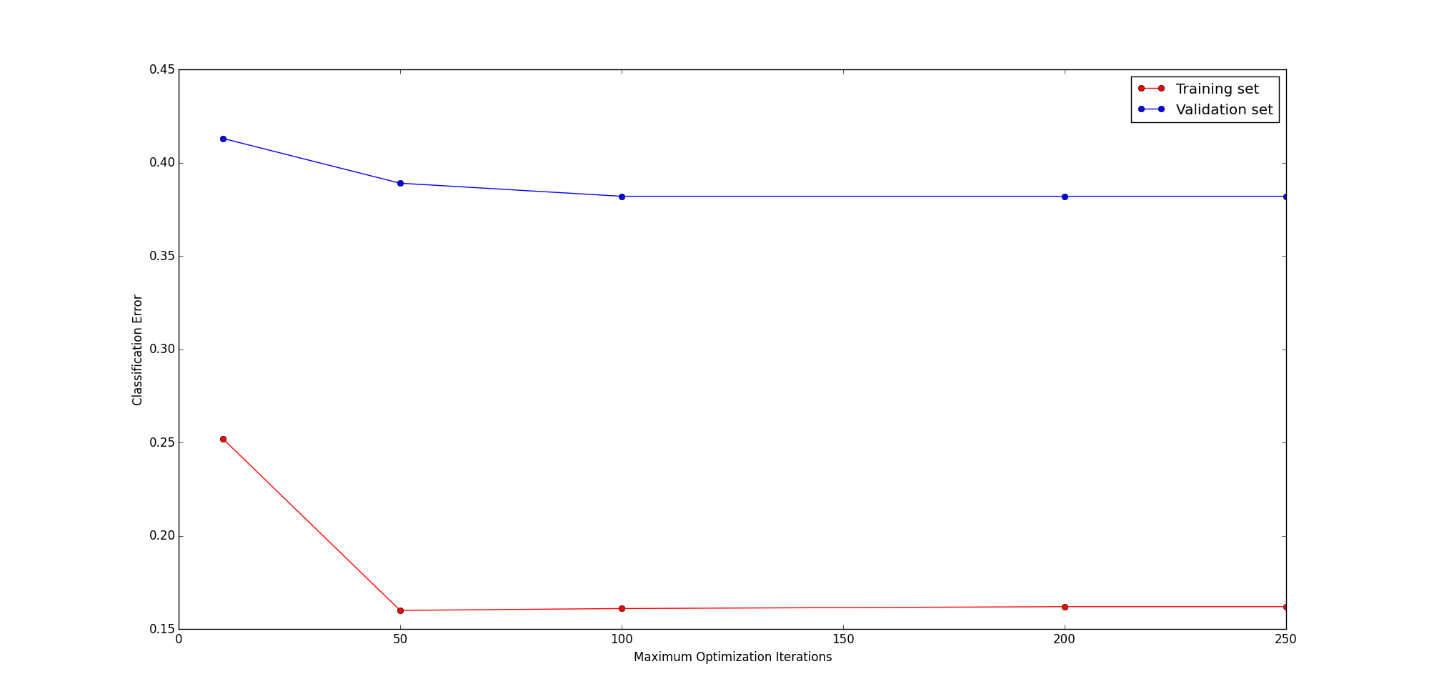 0.45
0.40
0.35
0.30
0.25
0.20
0.15
Classification Error
Training set
Validation set
0 50 100 150 200 250
Maximum Optimization Iterations